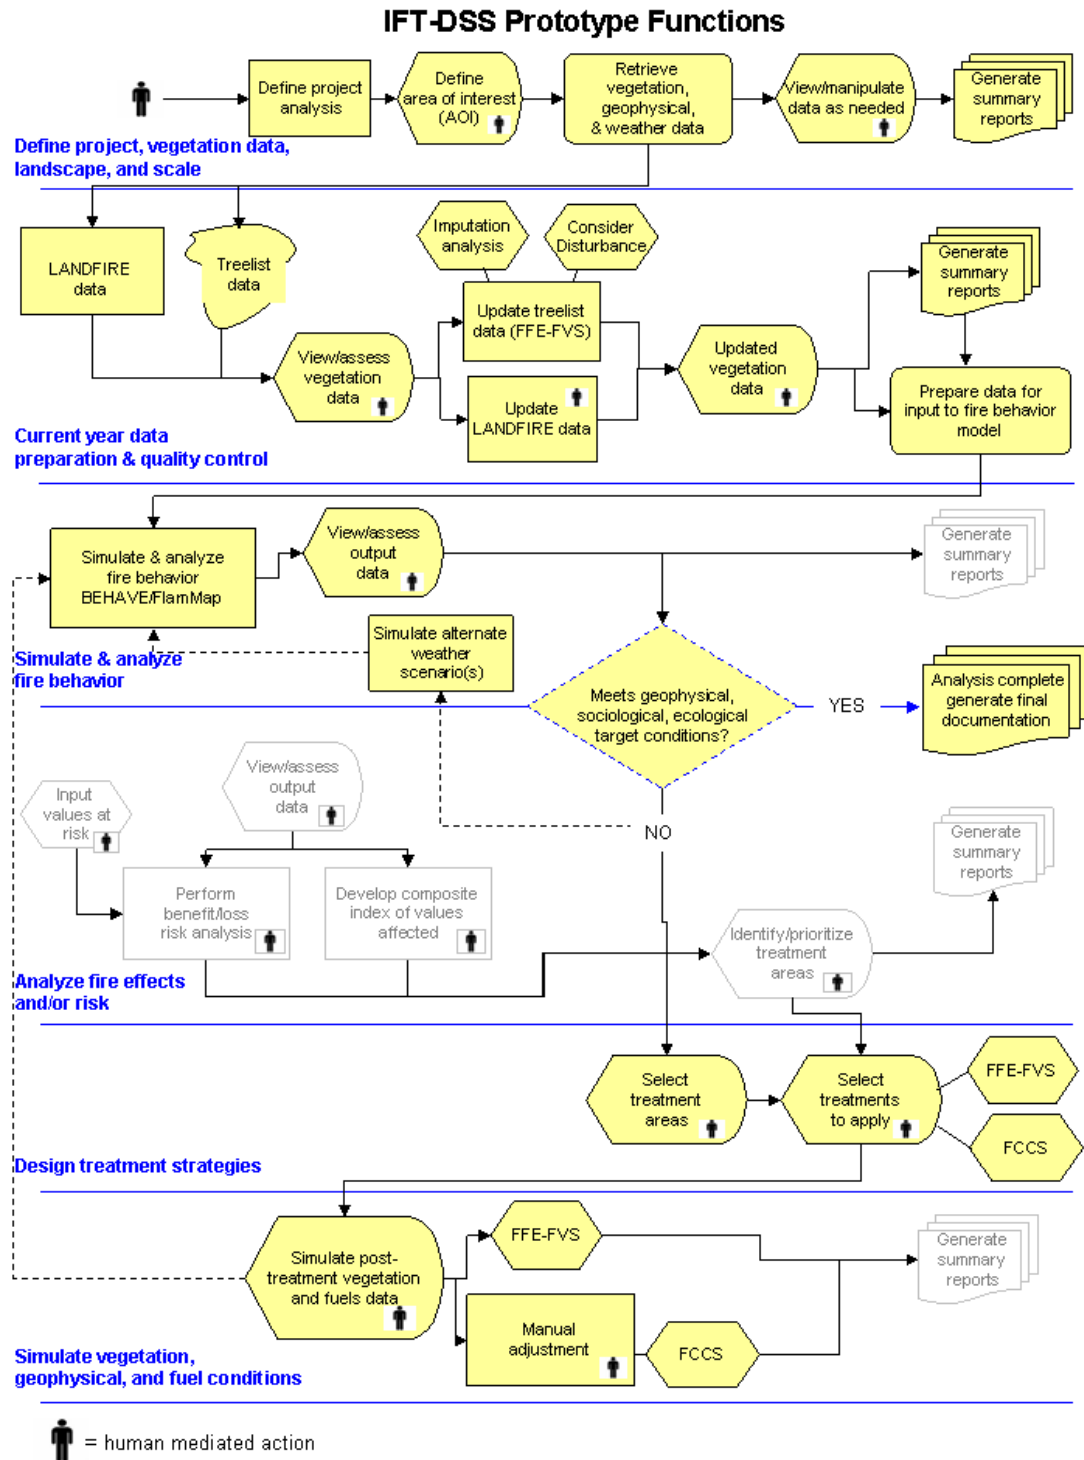 IFT-DSS Prototype Functions
Define project
analysis
Define
area of interest
(AOI)
Retrieve
vegetation,
geophysical,
& weather data
View/manipulate
data as needed
Generate
summary
reports
Define project, vegetation data,
landscape, and scale
LANDFIRE
data
Treelist
data
Imputation
analysis
Consider
Disturbance
Update treelist
data (FFE-FVS)
Generate
summary
reports
View/assess
vegetation
data
Update
LANDFIRE data
Updated
vegetation
data
Prepare data for
input to fire behavior
model
Current year data
preparation & quality control
Simulate & analyze
fire behavior
BEHAVE/FlamMap
View/assess
output
data
Generate
summary
reports
Simulate alternate
weather
scenario(s)
Simulate & analyze
fire behavior
Meets geophysical,
sociological, ecological
target conditions?
YES
Analysis complete
generate final
documentation
NO
Input
values at
risk
View/assess
output
data
Generate
summary
reports
Perform
benefit/loss
risk analysis
Develop composite
index of values
affected
Identify/prioritize
treatment
areas
Analyze fire effects
and/or risk
Select
treatment
areas
Select
treatments
to apply
FFE-FVS
FCCS
Design treatment strategies
Simulate post-
treatment vegetation
and fuels data
FFE-FVS
Generate
summary
reports
Manual
adjustment
FCCS
Simulate vegetation,
geophysical, and fuel conditions
= human mediated action